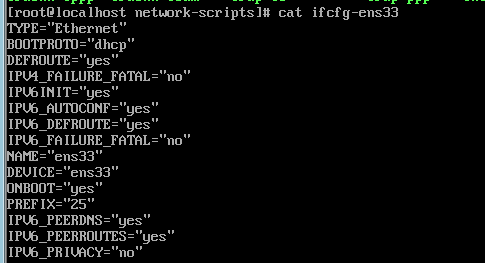 [root@localhost network-scripts]# cat ifcfg-ens33
TYPE="Ethernet"
BOOTPROTO="dhcp"
DEFROUTE="yes"
IPV4_FAILURE_FATAL="no"
IPV6INIT="yes"
IPV6_AUTOCONF="yes"
IPV6_DEFROUTE="yes"
IPV6_FAILURE_FATAL="no"
NAME="ens33"
DEVICE="ens33"
ONBOOT="yes"
PREFIX="25"
IPV6_PEERDNS="yes"
IPV6_PEERROUTES="yes"
IPV6_PRIVACY="no"